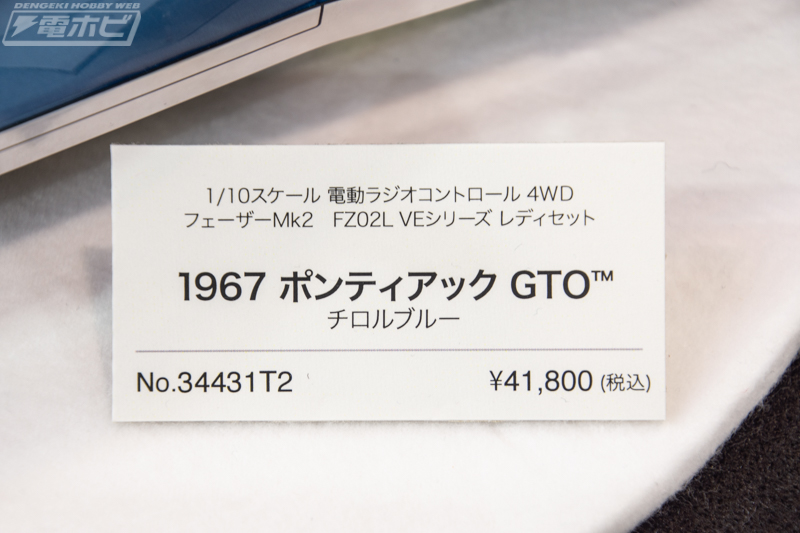 DENGEKI HOBBY WEB
電ホビ
1/10スケール 電動ラジオコントロール 4WD
フェーザーMk2　FZ02L VEシリーズ レディセット
1967 ポンティアック GTO™
チロルブルー
No.34431T2 ¥41,800 (税込)